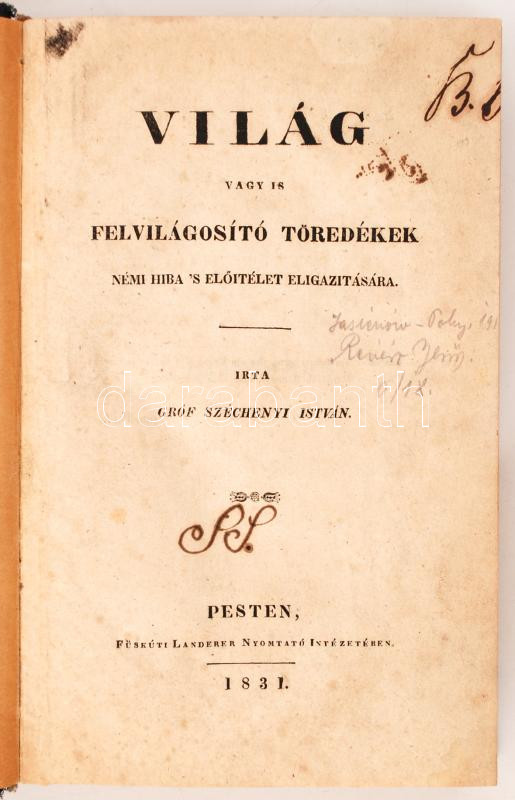 B.
VILÁG
VAGY IS
FELVILÁGOSÍTÓ TÖREDÉKEK
NÉMI HIBA 'S ELŐITÉLET ELIGAZITÁSÁRA.
IRTA
GRÓF SZÉCHENYI ISTVÁN.
darabanth
PESTEN,
FÜSKÚTI LANDERER NYOMTATÓ INTÉZETÉBEN.
1831.